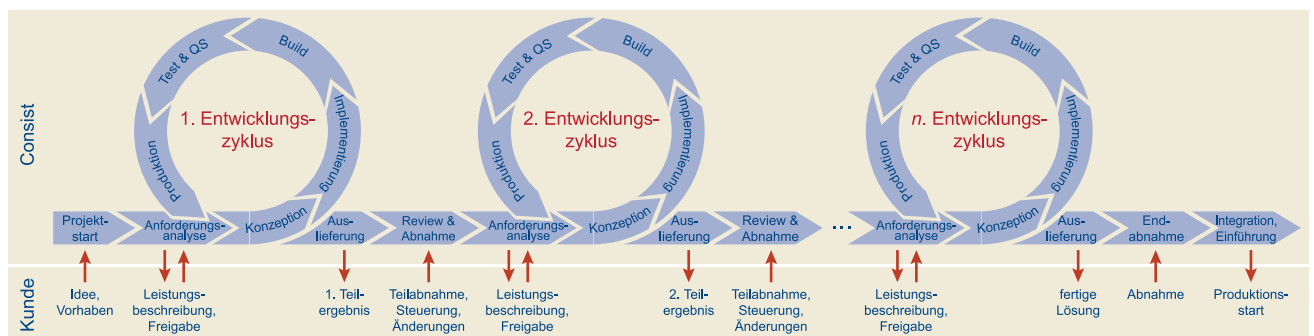 Consist
Kunde
Test & QS
Build
Implementierung
Produktion
1. Entwicklungs-
zyklus
Test & QS
Build
Implementierung
Produktion
2. Entwicklungs-
zyklus
Test & QS
Build
Implementierung
Produktion
n. Entwicklungs-
zyklus
Projekt-
start
Anforderungs-
analyse
Konzeption
Aus-
lieferung
Review &
Abnahme
Anforderungs-
analyse
Konzeption
Aus-
lieferung
Review &
Abnahme
...
Anforderungs-
analyse
Konzeption
Aus-
lieferung
End-
abnahme
Integration,
Einführung
Idee,
Vorhaben
Leistungs-
beschreibung,
Freigabe
1. Teil-
ergebnis
Teilabnahme,
Steuerung,
Änderungen
Leistungs-
beschreibung,
Freigabe
2. Teil-
ergebnis
Teilabnahme,
Steuerung,
Änderungen
Leistungs-
beschreibung,
Freigabe
fertige
Lösung
Abnahme
Produktions-
start